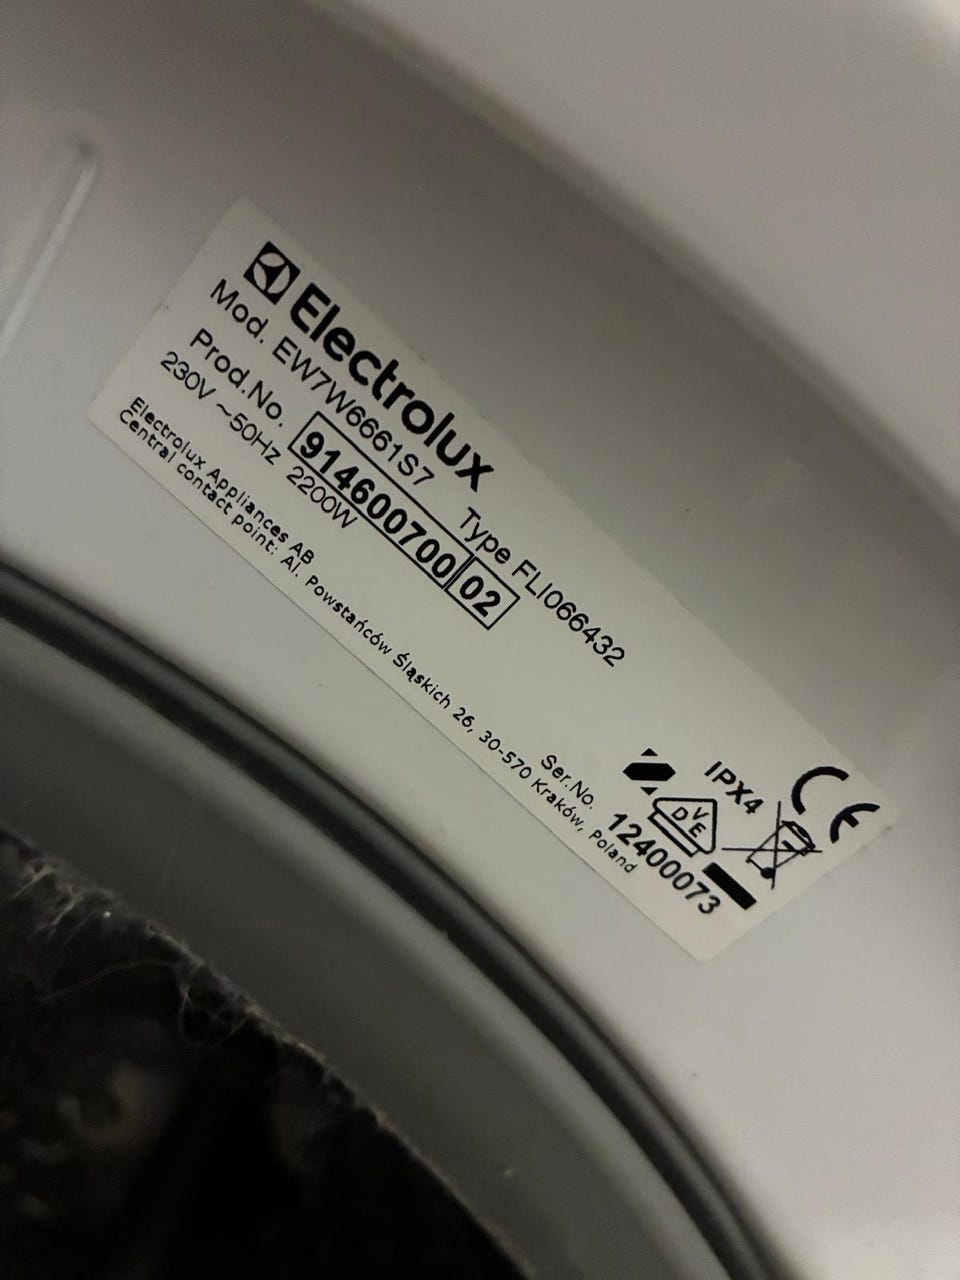 Electrolux
Mod. EW7W6661S7 Type FLI066432
Prod.No. 914600700 02
230V ~50Hz 2200W
Electrolux Appliances AB
Central contact point: Al. Powstańców Śląskich 26, 30-570 Kraków, Poland
IPX4
CE
VDE
Ser.No. 12400073